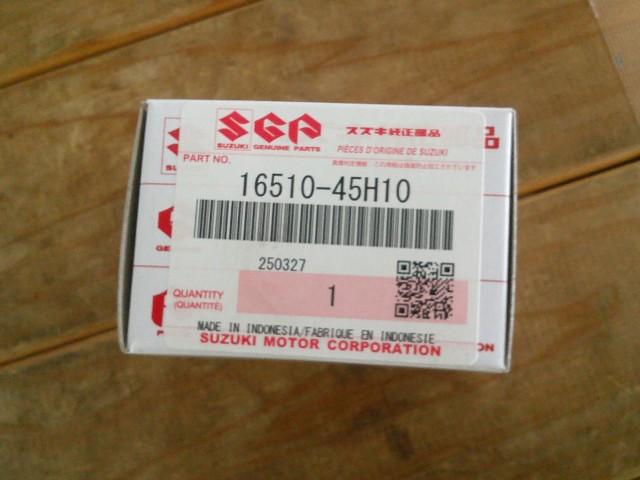 SGP スズキ純正部品
SUZUKI GENUINE PARTS PIÈCES D'ORIGINE DE SUZUKI
PART NO.
16510-45H10
250327
QUANTITY
(QUANTITÉ) 1
MADE IN INDONESIA/FABRIQUE EN INDONESIE
SUZUKI MOTOR CORPORATION